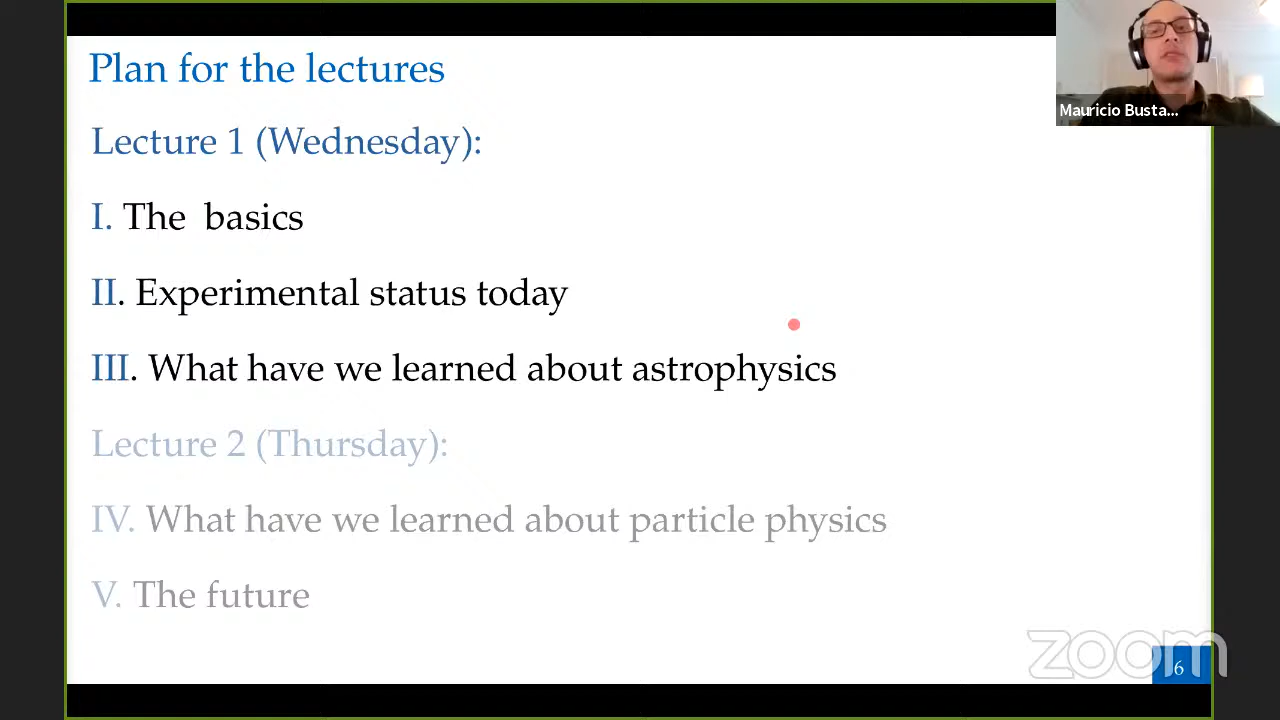 Plan for the lectures
Mauricio Busta...
Lecture 1 (Wednesday):
I. The basics
II. Experimental status today
III. What have we learned about astrophysics
Lecture 2 (Thursday):
IV. What have we learned about particle physics
V. The future
zoom
6